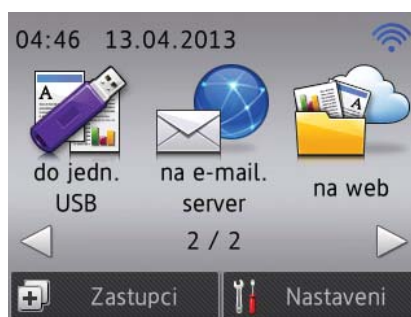 04:46 13.04.2013
do jedn. USB
na e-mail. server
na web
2 / 2
Zastupci Nastaveni